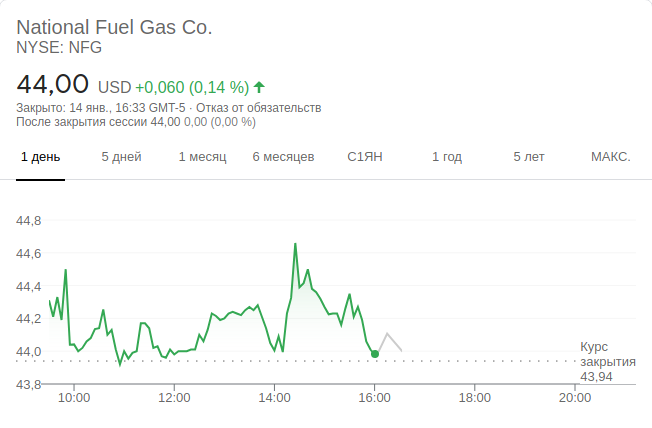 National Fuel Gas Co.
NYSE: NFG
44,00 USD +0,060 (0,14 %)
Закрыто: 14 янв., 16:33 GMT-5 · Отказ от обязательств
После закрытия сессии 44,00 0,00 (0,00 %)
1 день 5 дней 1 месяц 6 месяцев С1ЯН 1 год 5 лет МАКС.
44,8
44,6
44,4
44,2
44,0
43,8
Курс
закрытия
43,94
10:00 12:00 14:00 16:00 18:00 20:00